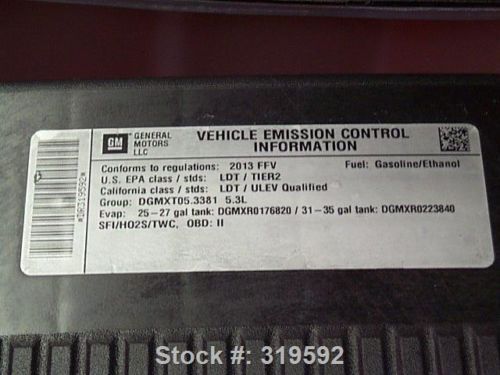 GM
GENERAL MOTORS LLC
VEHICLE EMISSION CONTROL INFORMATION
Conforms to regulations: 2013 FFV Fuel: Gasoline/Ethanol
U.S. EPA class / stds: LDT / TIER2
California class / stds: LDT / ULEV Qualified
Group: DGMXT05.3381 5.3L
Evap: 25-27 gal tank: DGMXR0176820 / 31-35 gal tank: DGMXR0223840
SFI/HO2S/TWC, OBD: II
Stock #: 319592